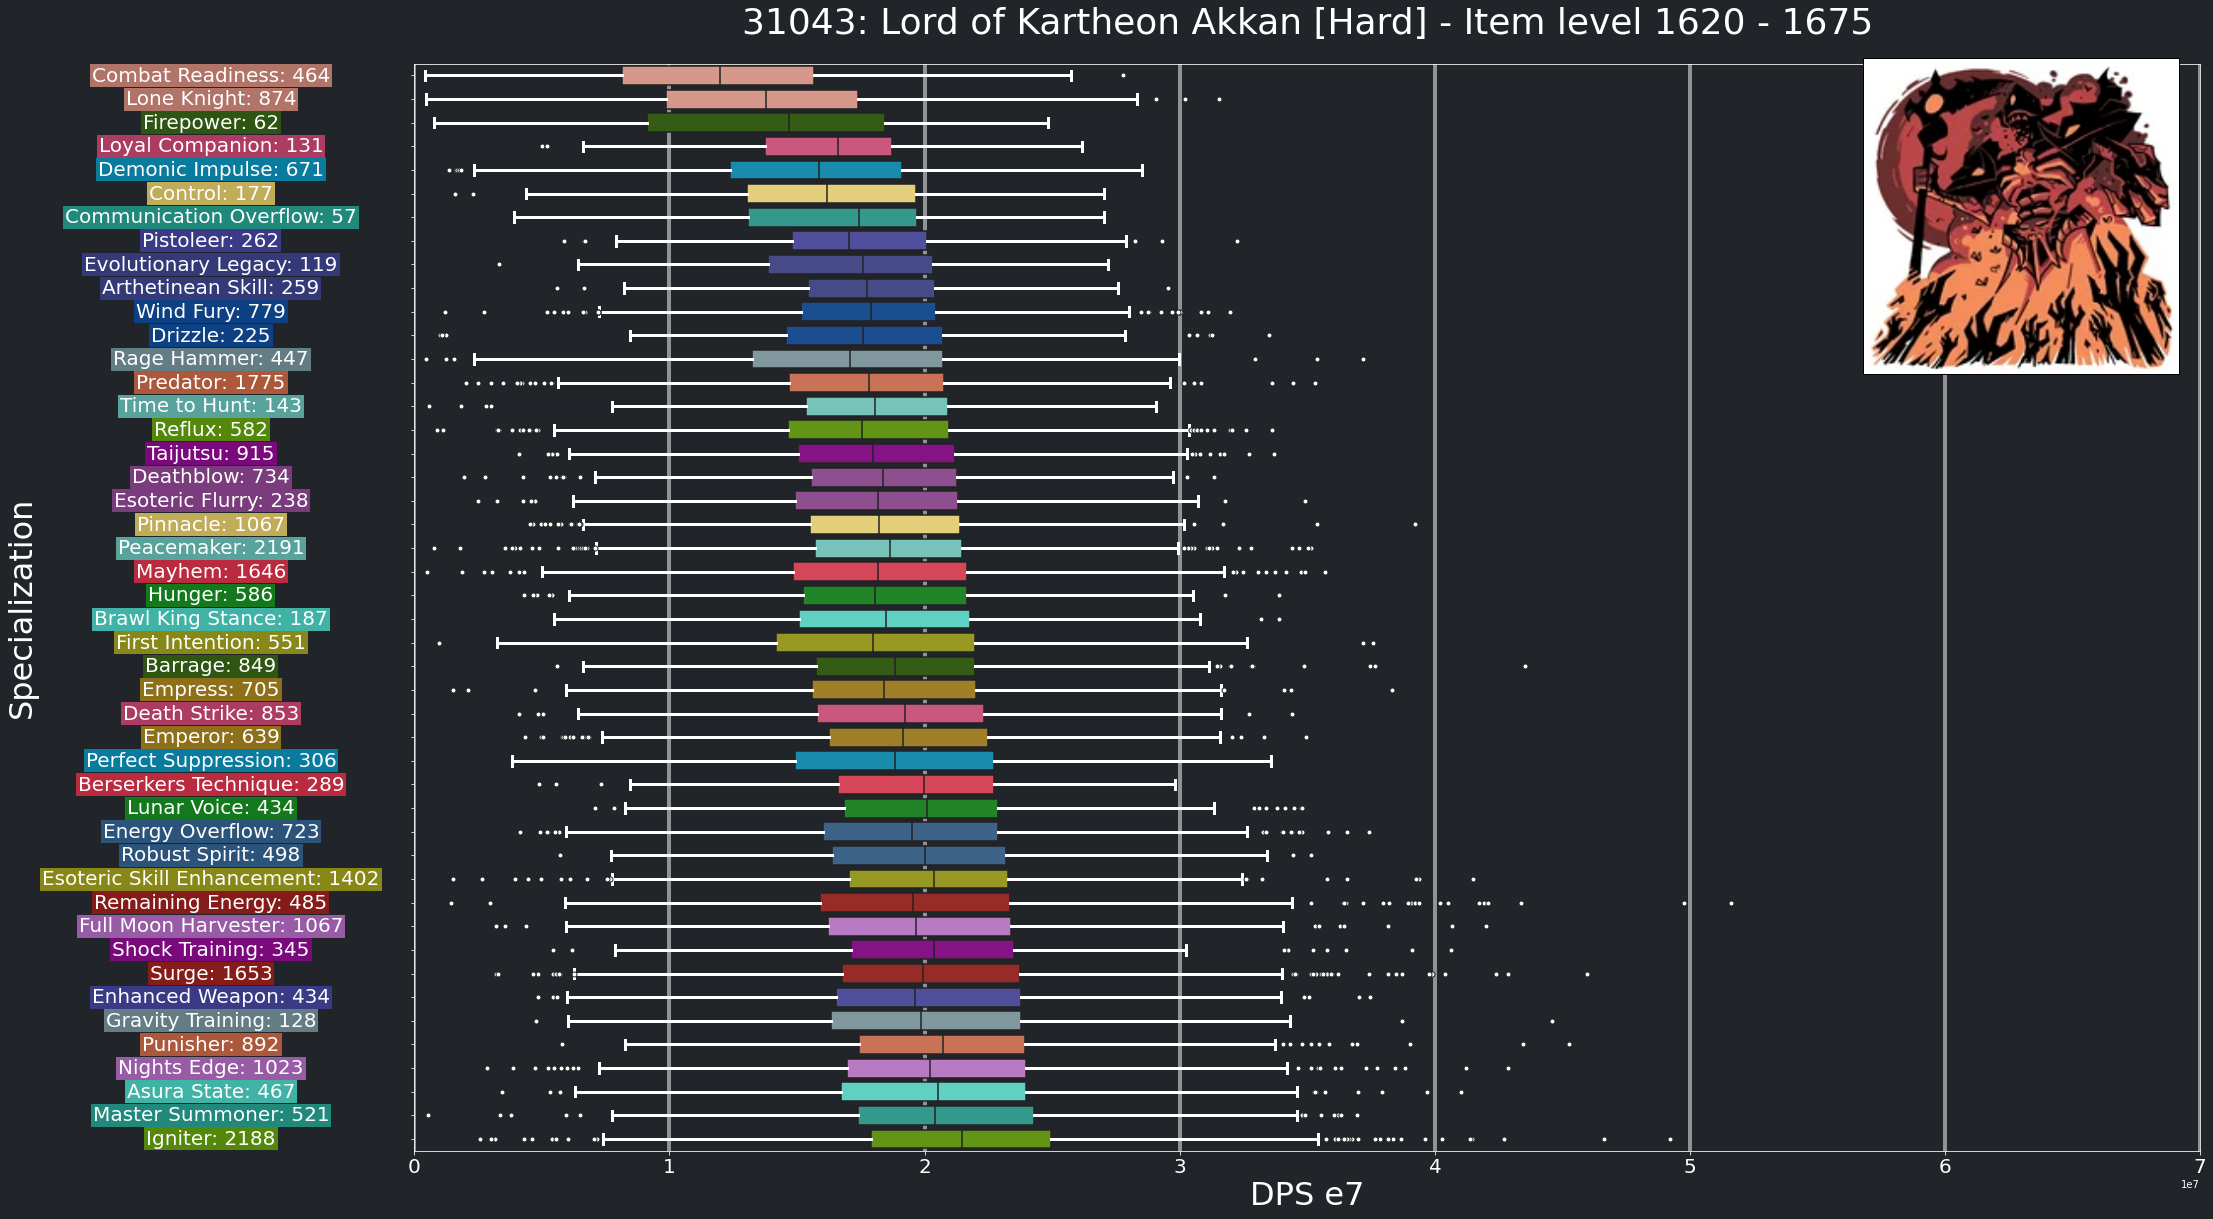 31043: Lord of Kartheon Akkan [Hard] - Item level 1620 - 1675
Specialization
Combat Readiness: 464
Lone Knight: 874
Firepower: 62
Loyal Companion: 131
Demonic Impulse: 671
Control: 177
Communication Overflow: 57
Pistoleer: 262
Evolutionary Legacy: 119
Arthetinean Skill: 259
Wind Fury: 779
Drizzle: 225
Rage Hammer: 447
Predator: 1775
Time to Hunt: 143
Reflux: 582
Taijutsu: 915
Deathblow: 734
Esoteric Flurry: 238
Pinnacle: 1067
Peacemaker: 2191
Mayhem: 1646
Hunger: 586
Brawl King Stance: 187
First Intention: 551
Barrage: 849
Empress: 705
Death Strike: 853
Emperor: 639
Perfect Suppression: 306
Berserkers Technique: 289
Lunar Voice: 434
Energy Overflow: 723
Robust Spirit: 498
Esoteric Skill Enhancement: 1402
Remaining Energy: 485
Full Moon Harvester: 1067
Shock Training: 345
Surge: 1653
Enhanced Weapon: 434
Gravity Training: 128
Punisher: 892
Nights Edge: 1023
Asura State: 467
Master Summoner: 521
Igniter: 2188
0 1 2 3 4 5 6 7
DPS e7
1e7